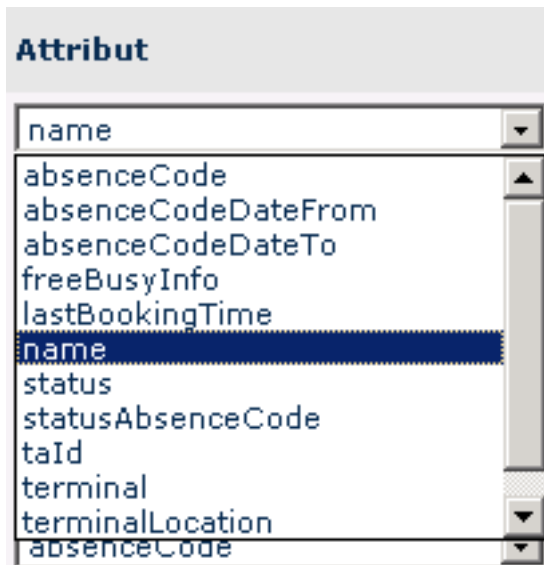 Attribut
name
absenceCode
absenceCodeDateFrom
absenceCodeDateTo
freeBusyInfo
lastBookingTime
name
status
statusAbsenceCode
taId
terminal
terminalLocation
absenceCode